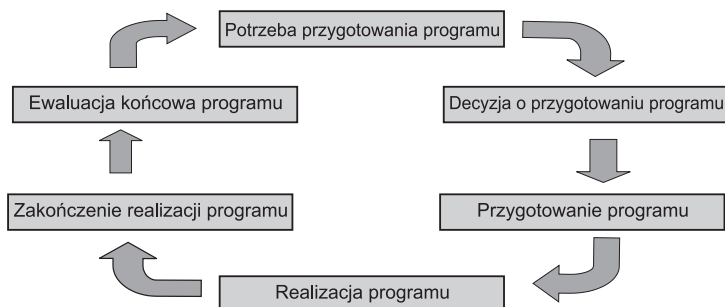 Potrzeba przygotowania programu
Decyzja o przygotowaniu programu
Przygotowanie programu
Realizacja programu
Zakończenie realizacji programu
Ewaluacja końcowa programu